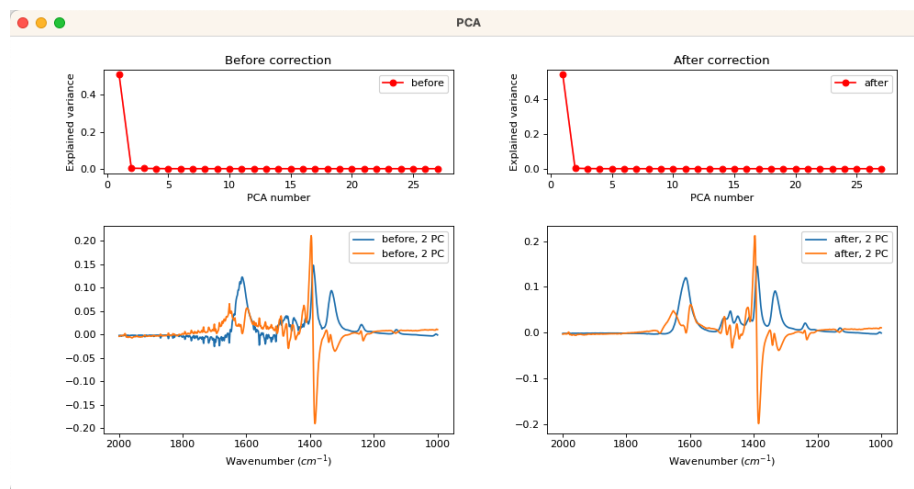 PCA
Before correction
Explained variance
before
0.4
0.2
0.0
0
5
10
15
20
25
PCA number
After correction
Explained variance
after
0.4
0.2
0.0
0
5
10
15
20
25
PCA number
before, 2 PC
before, 2 PC
0.20
0.15
0.10
0.05
0.00
−0.05
−0.10
−0.15
−0.20
2000
1800
1600
1400
1200
1000
Wavenumber (cm⁻¹)
after, 2 PC
after, 2 PC
0.2
0.1
0.0
−0.1
−0.2
2000
1800
1600
1400
1200
1000
Wavenumber (cm⁻¹)